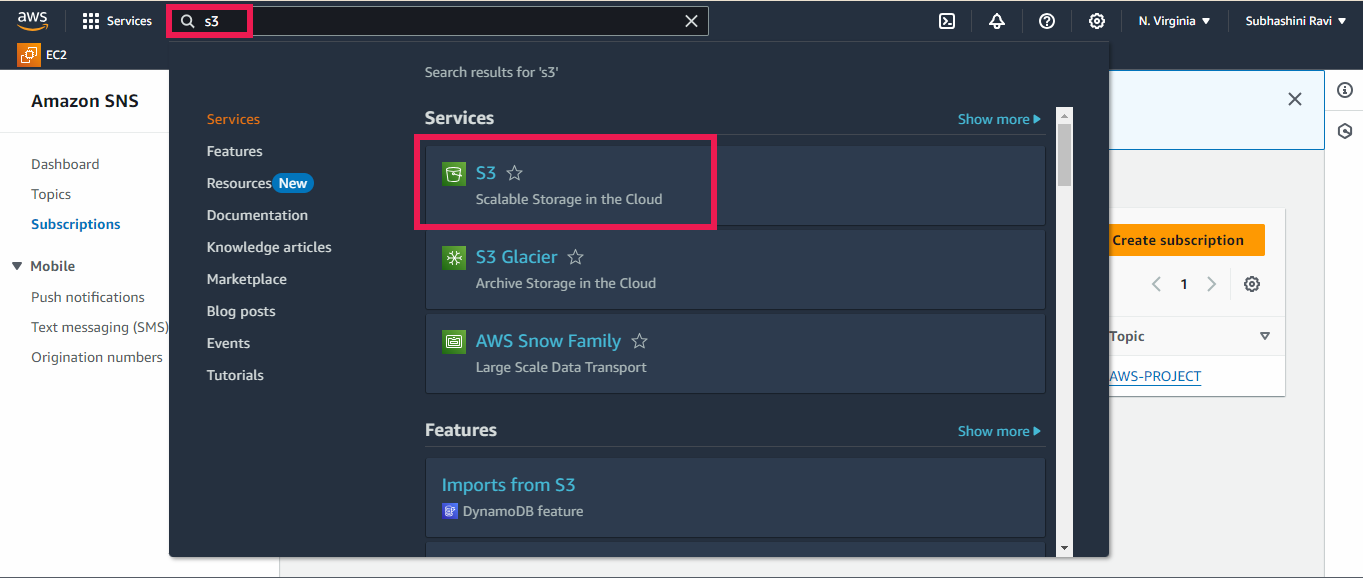 aws
Services
s3
N. Virginia
Subhashini Ravi
EC2
Amazon SNS
Dashboard
Topics
Subscriptions
Mobile
Push notifications
Text messaging (SMS)
Origination numbers
Search results for 's3'
Services
Features
Resources New
Documentation
Knowledge articles
Marketplace
Blog posts
Events
Tutorials
Services
Show more
S3
Scalable Storage in the Cloud
S3 Glacier
Archive Storage in the Cloud
AWS Snow Family
Large Scale Data Transport
Features
Show more
Imports from S3
DynamoDB feature
Create subscription
1
Topic
AWS-PROJECT